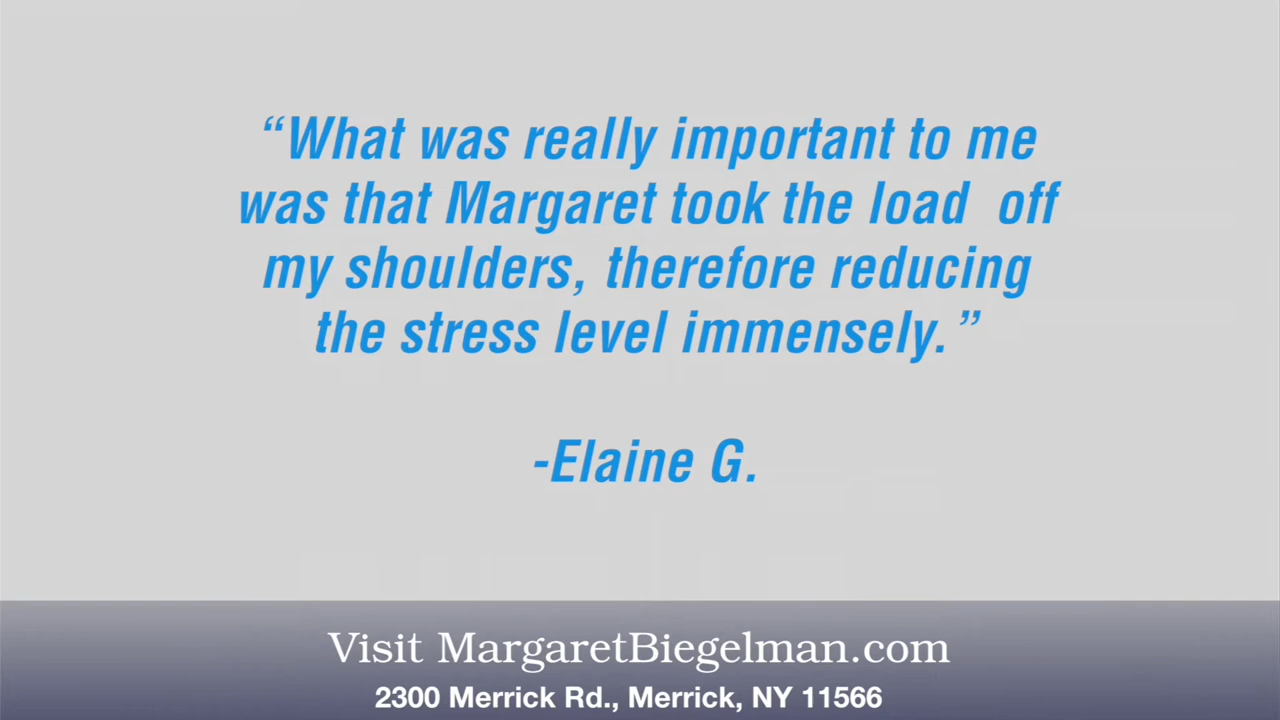 “What was really important to me
was that Margaret took the load  off
my shoulders, therefore reducing
the stress level immensely.”
-Elaine G.
Visit MargaretBiegelman.com
2300 Merrick Rd., Merrick, NY 11566